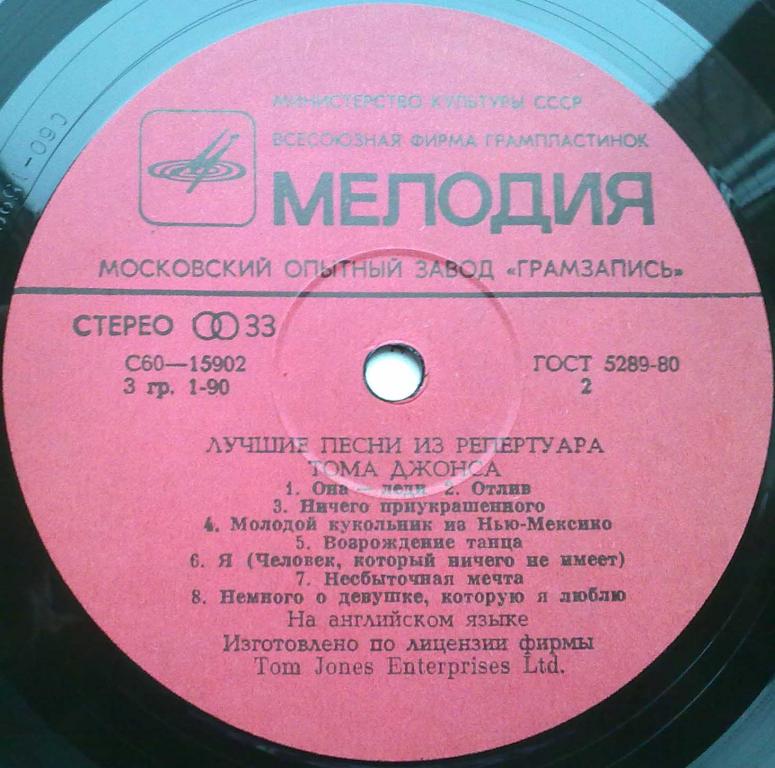 МИНИСТЕРСТВО КУЛЬТУРЫ СССР
ВСЕСОЮЗНАЯ ФИРМА ГРАМПЛАСТИНОК
МЕЛОДИЯ
МОСКОВСКИЙ ОПЫТНЫЙ ЗАВОД «ГРАМЗАПИСЬ»
СТЕРЕО 33
С60—15902 ГОСТ 5289-80
3 гр. 1-90 2
ЛУЧШИЕ ПЕСНИ ИЗ РЕПЕРТУАРА
ТОМА ДЖОНСА
1. Она — леди 2. Отлив
3. Ничего приукрашенного
4. Молодой кукольник из Нью-Мексико
5. Возрождение танца
6. Я (Человек, который ничего не имеет)
7. Несбыточная мечта
8. Немного о девушке, которую я люблю
На английском языке
Изготовлено по лицензии фирмы
Tom Jones Enterprises Ltd.